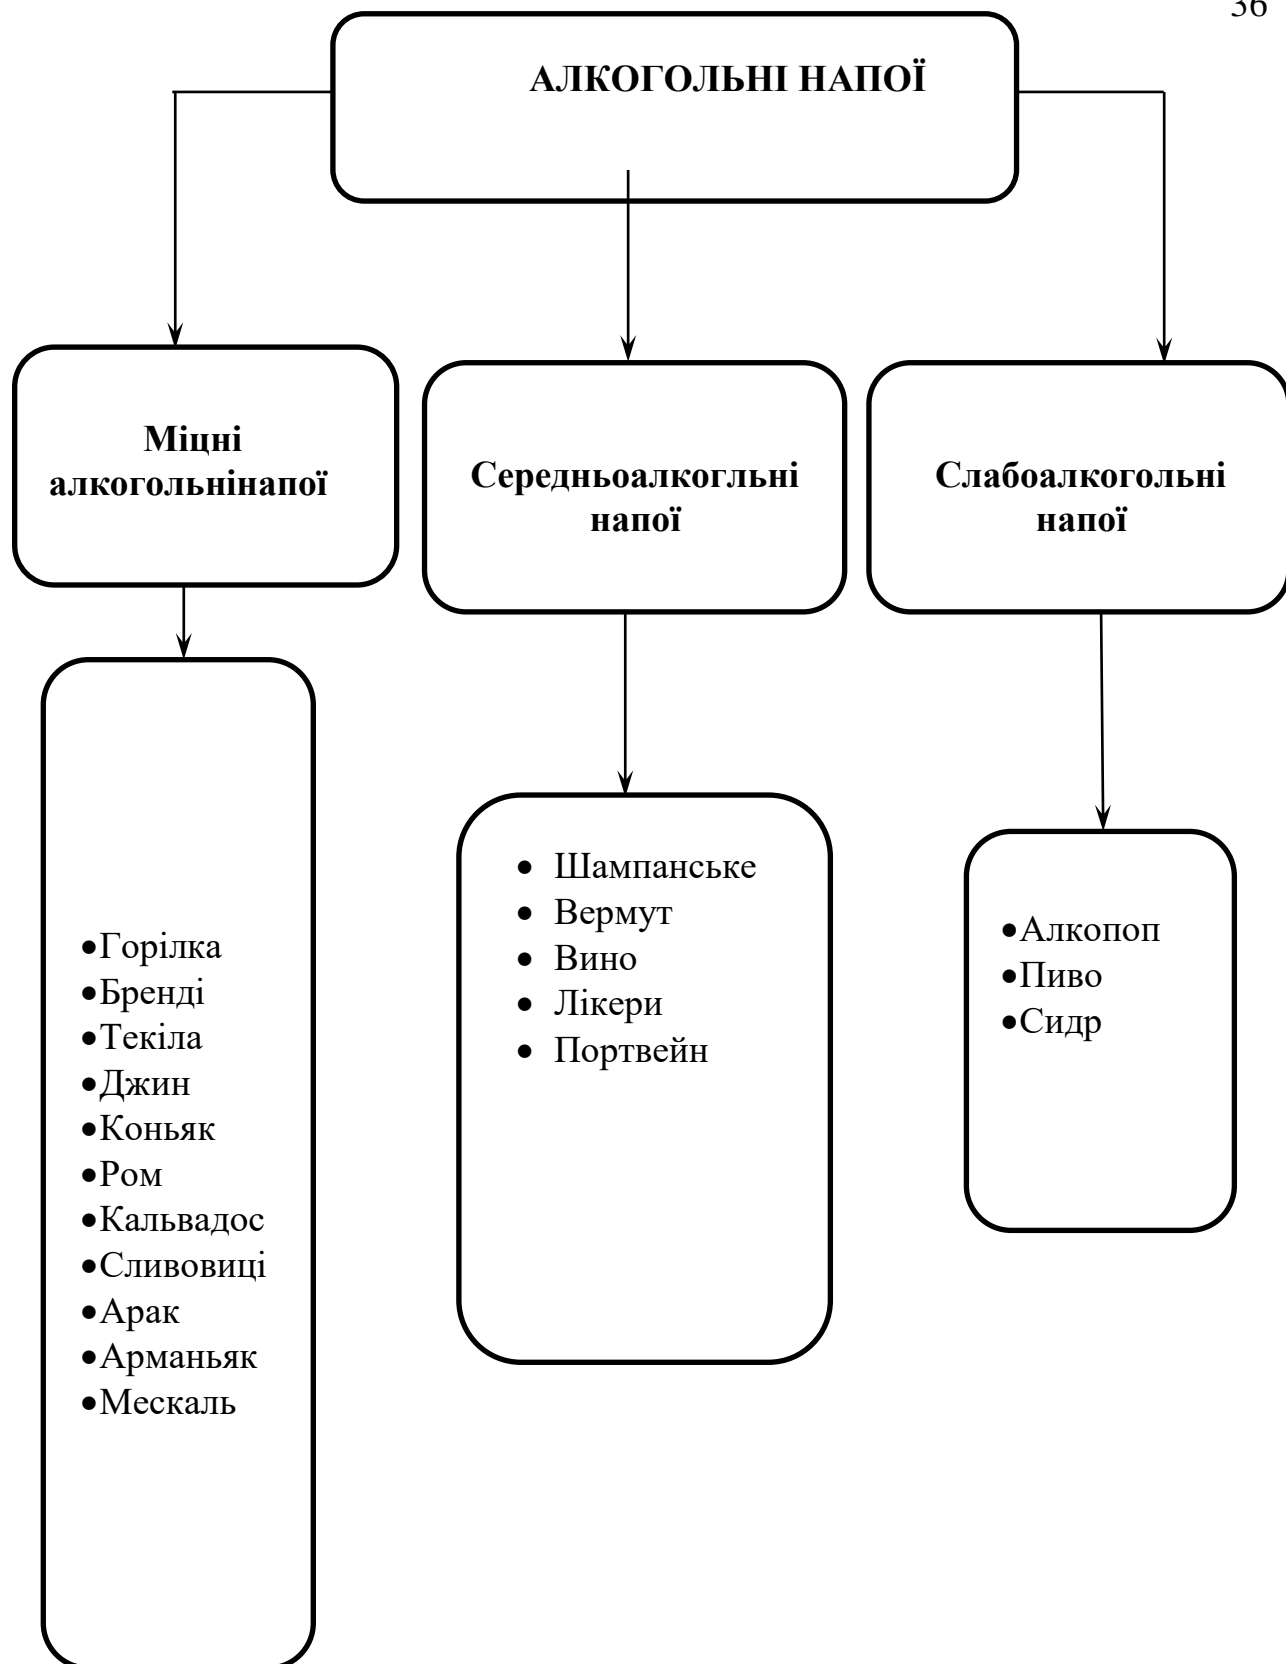 36
АЛКОГОЛЬНІ НАПОЇ
Міцні
алкогольнінапої
Середньоалкогльні
напої
Слабоалкогольні
напої
•Горілка
•Бренді
•Текіла
•Джин
•Коньяк
•Ром
•Кальвадос
•Сливовиці
•Арак
•Арманьяк
•Мескаль
• Шампанське
• Вермут
• Вино
• Лікери
• Портвейн
•Алкопоп
•Пиво
•Сидр